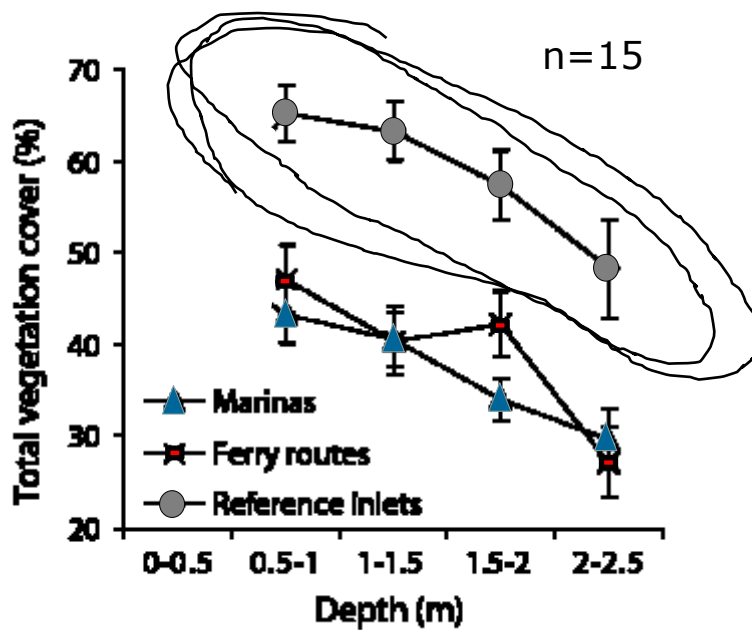 n=15
Total vegetation cover (%)
70
60
50
40
30
20
Marinas
Ferry routes
Reference inlets
0-0.5 0.5-1 1-1.5 1.5-2 2-2.5
Depth (m)